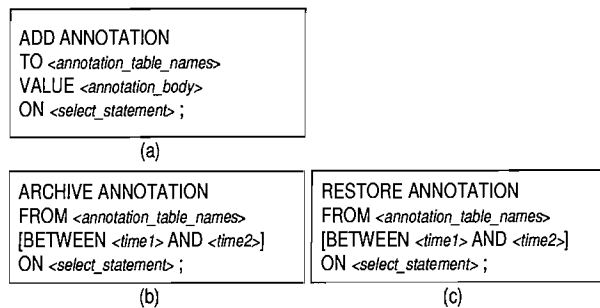 ADD ANNOTATION
TO <annotation_table_names>
VALUE <annotation_body>
ON <select_statement> ;
(a)
ARCHIVE ANNOTATION
FROM <annotation_table_names>
[BETWEEN <time1> AND <time2>]
ON <select_statement> ;
(b)
RESTORE ANNOTATION
FROM <annotation_table_names>
[BETWEEN <time1> AND <time2>]
ON <select_statement> ;
(c)